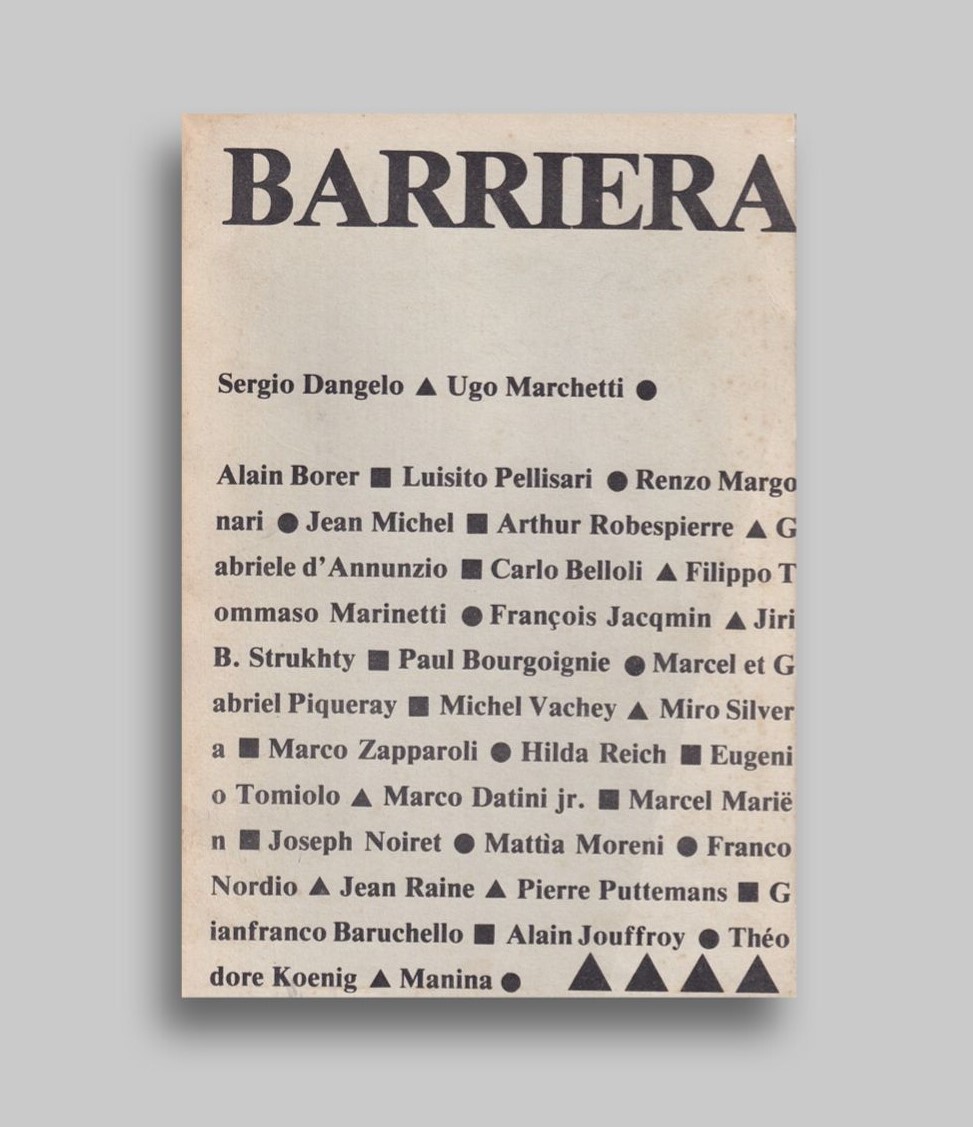 BARRIERA
Sergio Dangelo ▲ Ugo Marchetti ●
Alain Borer ■ Luisito Pellisari ● Renzo Margo
nari ● Jean Michel ■ Arthur Robespierre ▲ G
abriele d’Annunzio ■ Carlo Belloli ▲ Filippo T
ommaso Marinetti ● François Jacqmin ▲ Jiri
B. Strukhty ■ Paul Bourgoignie ● Marcel et G
abriel Piqueray ■ Michel Vachey ▲ Miro Silver
a ■ Marco Zapparoli ● Hilda Reich ■ Eugeni
o Tomiolo ▲ Marco Datini jr. ■ Marcel Marië
n ■ Joseph Noiret ● Mattìa Moreni ● Franco
Nordio ▲ Jean Raine ▲ Pierre Puttemans ■ G
ianfranco Baruchello ■ Alain Jouffroy ● Théo
dore Koenig ▲ Manina ● ▲▲▲▲